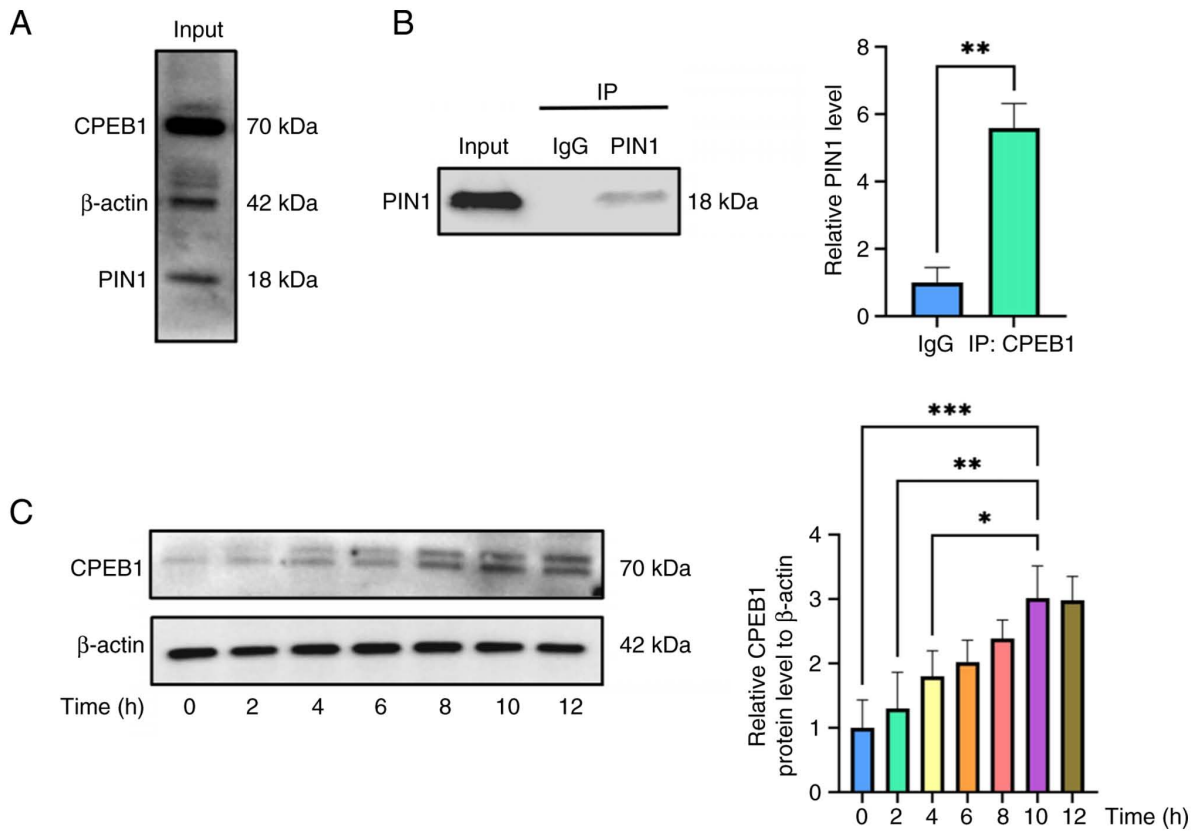 A
Input
CPEB1
70 kDa
β-actin
42 kDa
PIN1
18 kDa
B
IP
Input
IgG
PIN1
PIN1
18 kDa
**
Relative PIN1 level
8
6
4
2
0
IgG
IP: CPEB1
C
CPEB1
70 kDa
β-actin
42 kDa
Time (h)
0
2
4
6
8
10
12
***
**
*
Relative CPEB1
protein level to β-actin
4
3
2
1
0
0
2
4
6
8
10
12
Time (h)